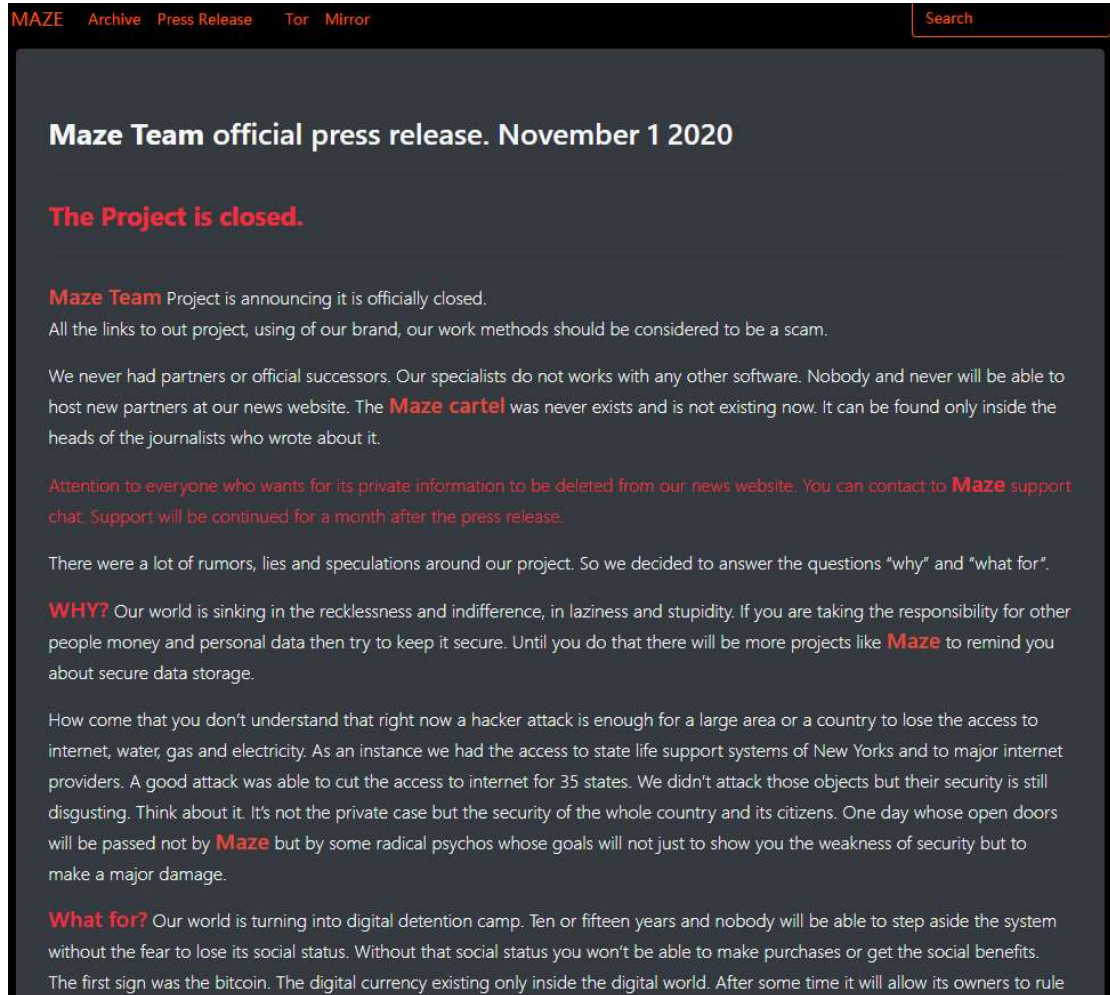 MAZE Archive Press Release Tor Mirror Search
Maze Team official press release. November 1 2020
The Project is closed.
Maze Team Project is announcing it is officially closed.
All the links to out project, using of our brand, our work methods should be considered to be a scam.
We never had partners or official successors. Our specialists do not works with any other software. Nobody and never will be able to
host new partners at our news website. The Maze cartel was never exists and is not existing now. It can be found only inside the
heads of the journalists who wrote about it.
Attention to everyone who wants for its private information to be deleted from our news website. You can contact to Maze support
chat. Support will be continued for a month after the press release.
There were a lot of rumors, lies and speculations around our project. So we decided to answer the questions “why” and “what for”.
WHY? Our world is sinking in the recklessness and indifference, in laziness and stupidity. If you are taking the responsibility for other
people money and personal data then try to keep it secure. Until you do that there will be more projects like Maze to remind you
about secure data storage.
How come that you don’t understand that right now a hacker attack is enough for a large area or a country to lose the access to
internet, water, gas and electricity. As an instance we had the access to state life support systems of New Yorks and to major internet
providers. A good attack was able to cut the access to internet for 35 states. We didn’t attack those objects but their security is still
disgusting. Think about it. It’s not the private case but the security of the whole country and its citizens. One day whose open doors
will be passed not by Maze but by some radical psychos whose goals will not just to show you the weakness of security but to
make a major damage.
What for? Our world is turning into digital detention camp. Ten or fifteen years and nobody will be able to step aside the system
without the fear to lose its social status. Without that social status you won’t be able to make purchases or get the social benefits.
The first sign was the bitcoin. The digital currency existing only inside the digital world. After some time it will allow its owners to rule